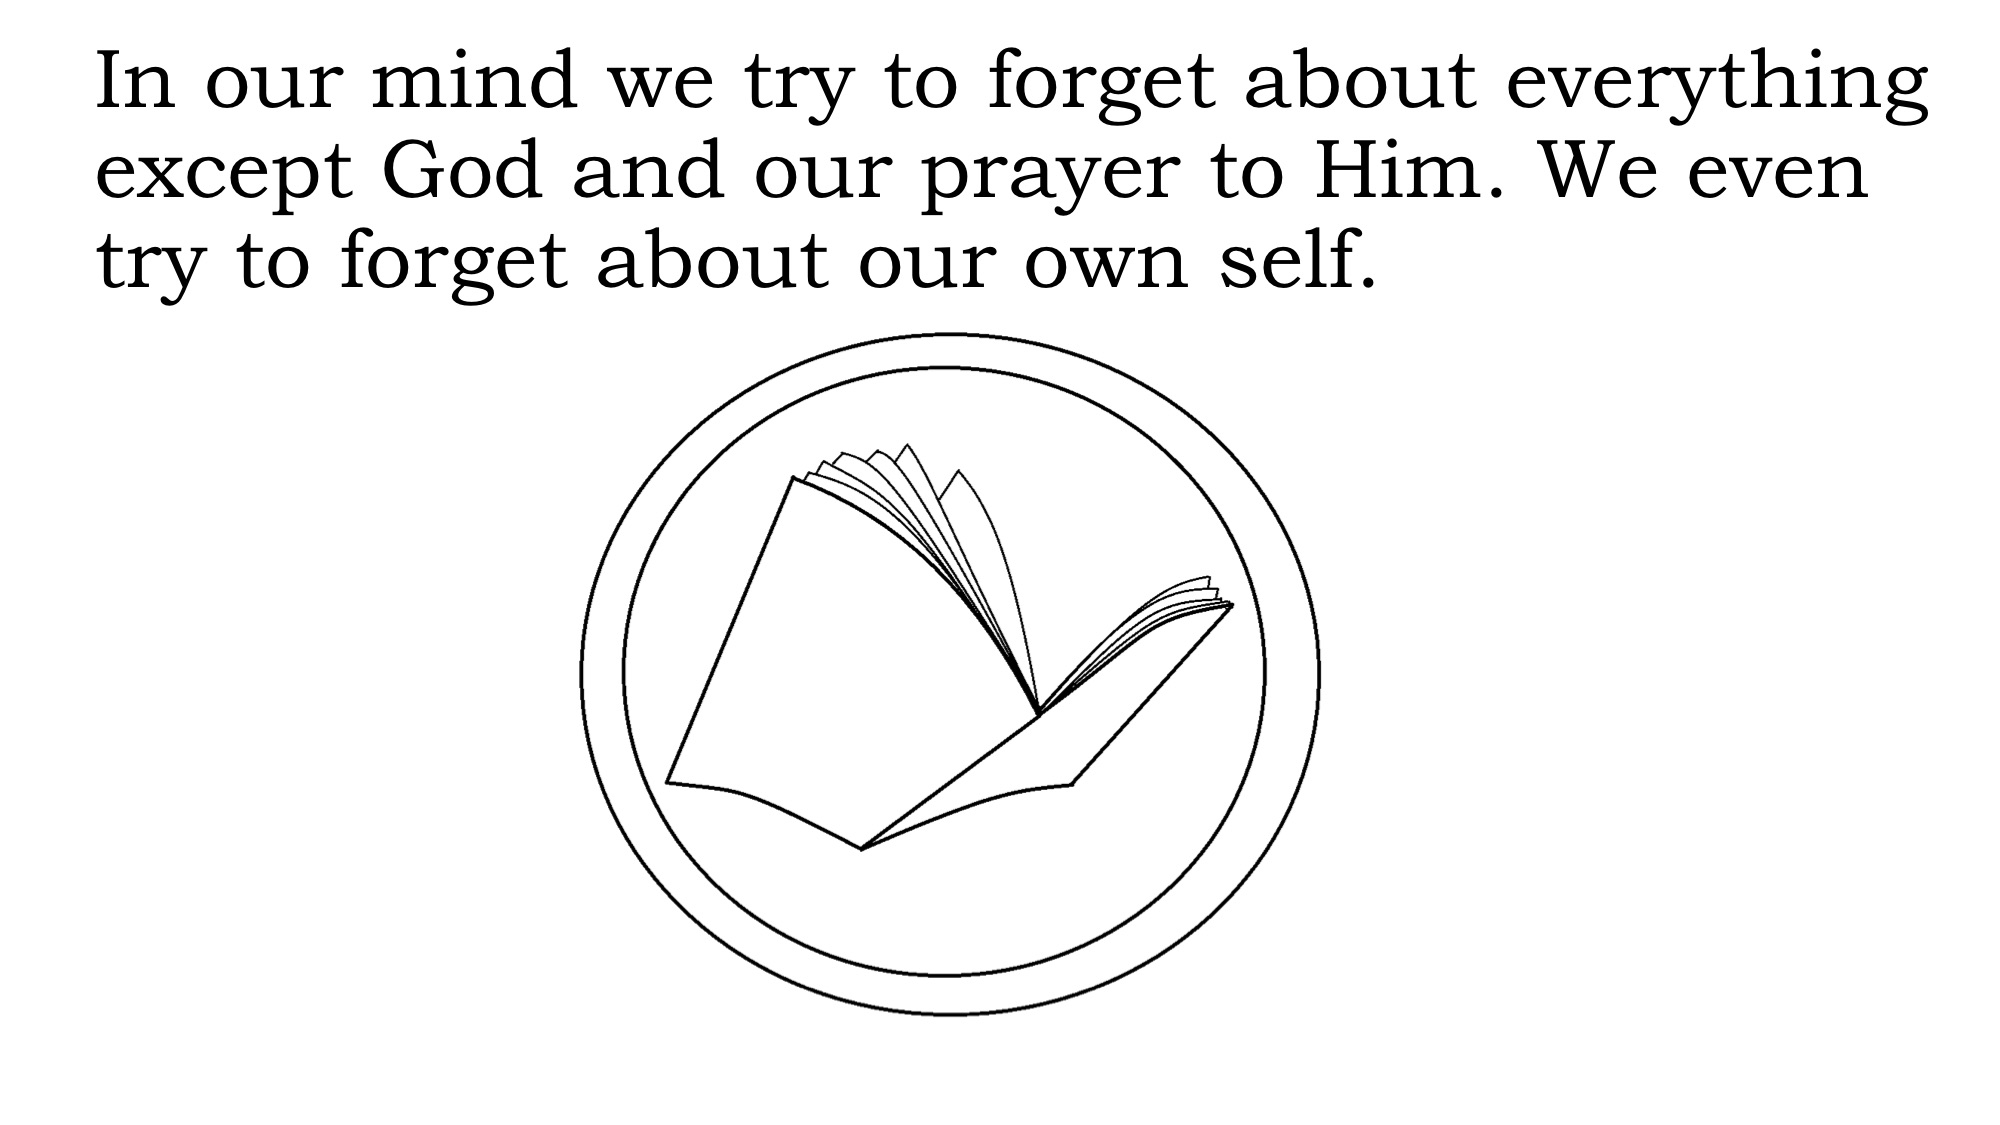 In our mind we try to forget about everything
except God and our prayer to Him. We even
try to forget about our own self.